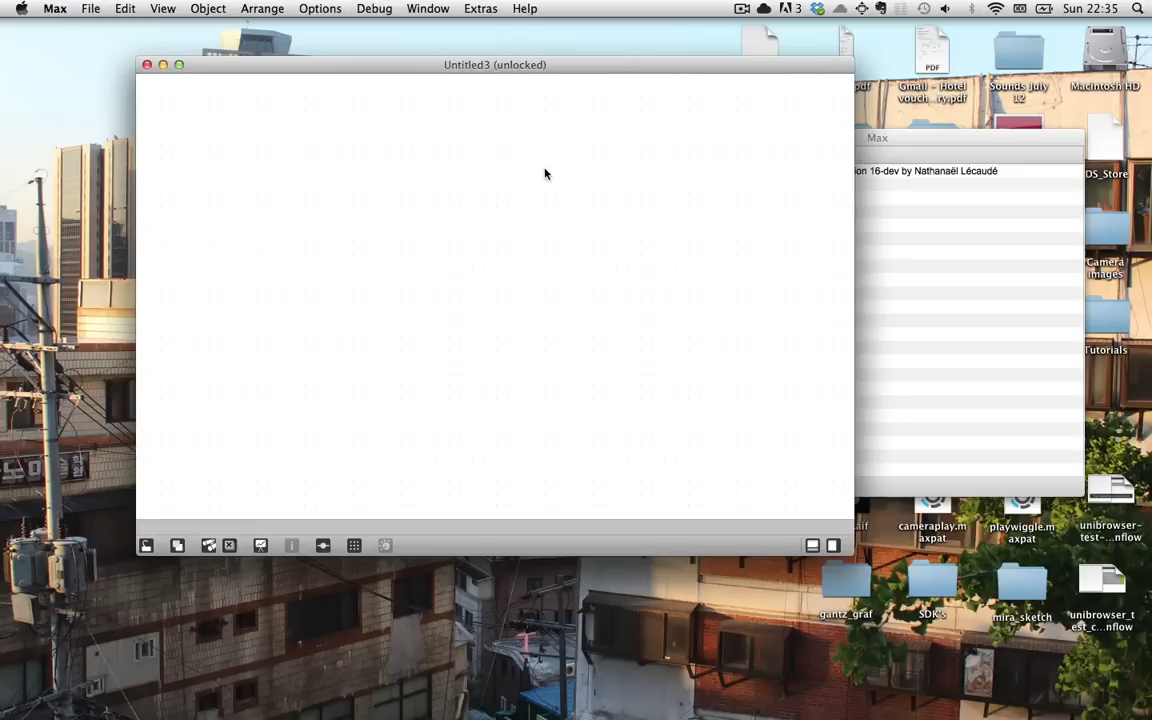 Max File Edit View Object Arrange Options Debug Window Extras Help
3 Sun 22:35
Untitled3 (unlocked)
pdf
Gmail - Hotel
vouch...ry.pdf
Sounds July
12
Macintosh HD
Max
ion 16-dev by Nathanaël Lécaudé
DS_Store
Camera
images
Tutorials
aif
cameraplay.m
axpat
playwiggle.m
axpat
unibrowser-
test-...nflow
gantz_graf
SDK's
mira_sketch
unibrowser_t
est_c...nflow